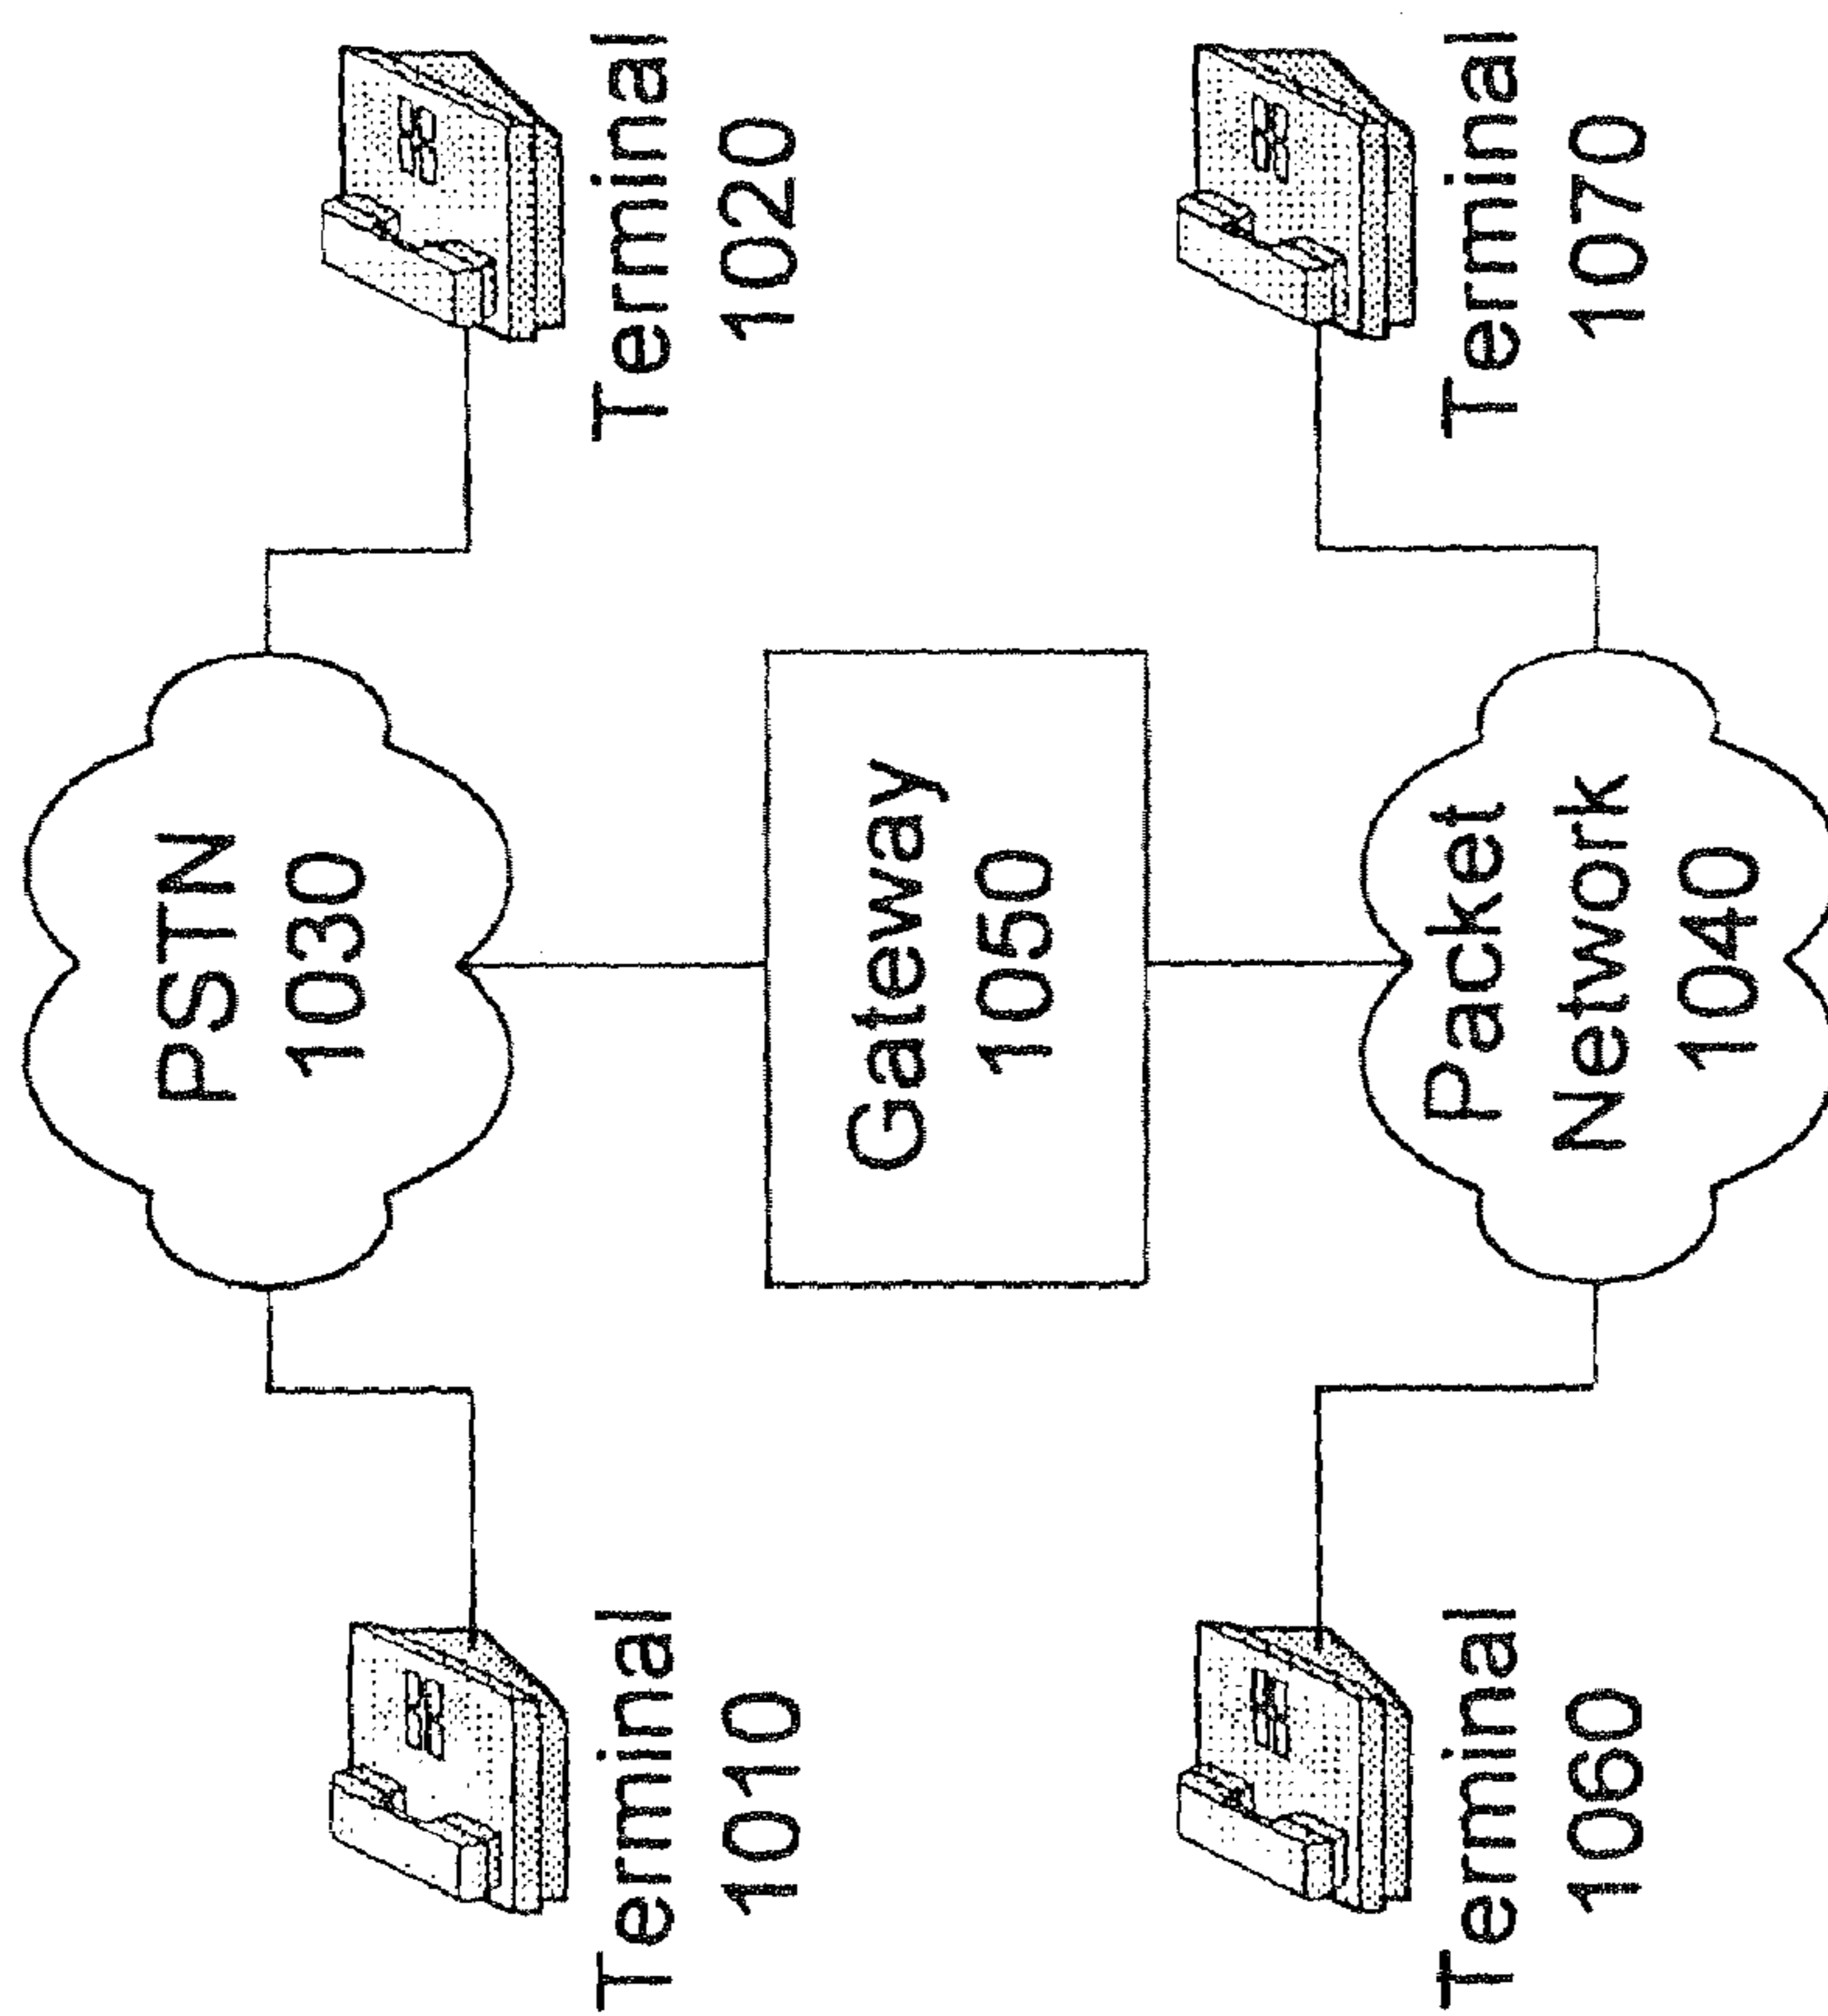 Terminal
1010
PSTN
1030
Terminal
1020
Gateway
1050
Terminal
1060
Packet
Network
1040
Terminal
1070